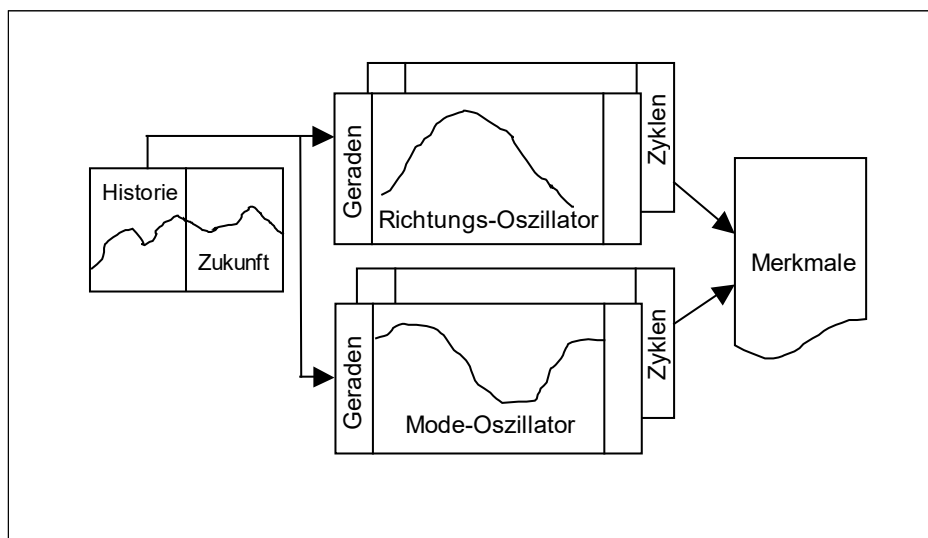 Historie
Zukunft
Geraden
Richtungs-Oszillator
Zyklen
Geraden
Mode-Oszillator
Zyklen
Merkmale